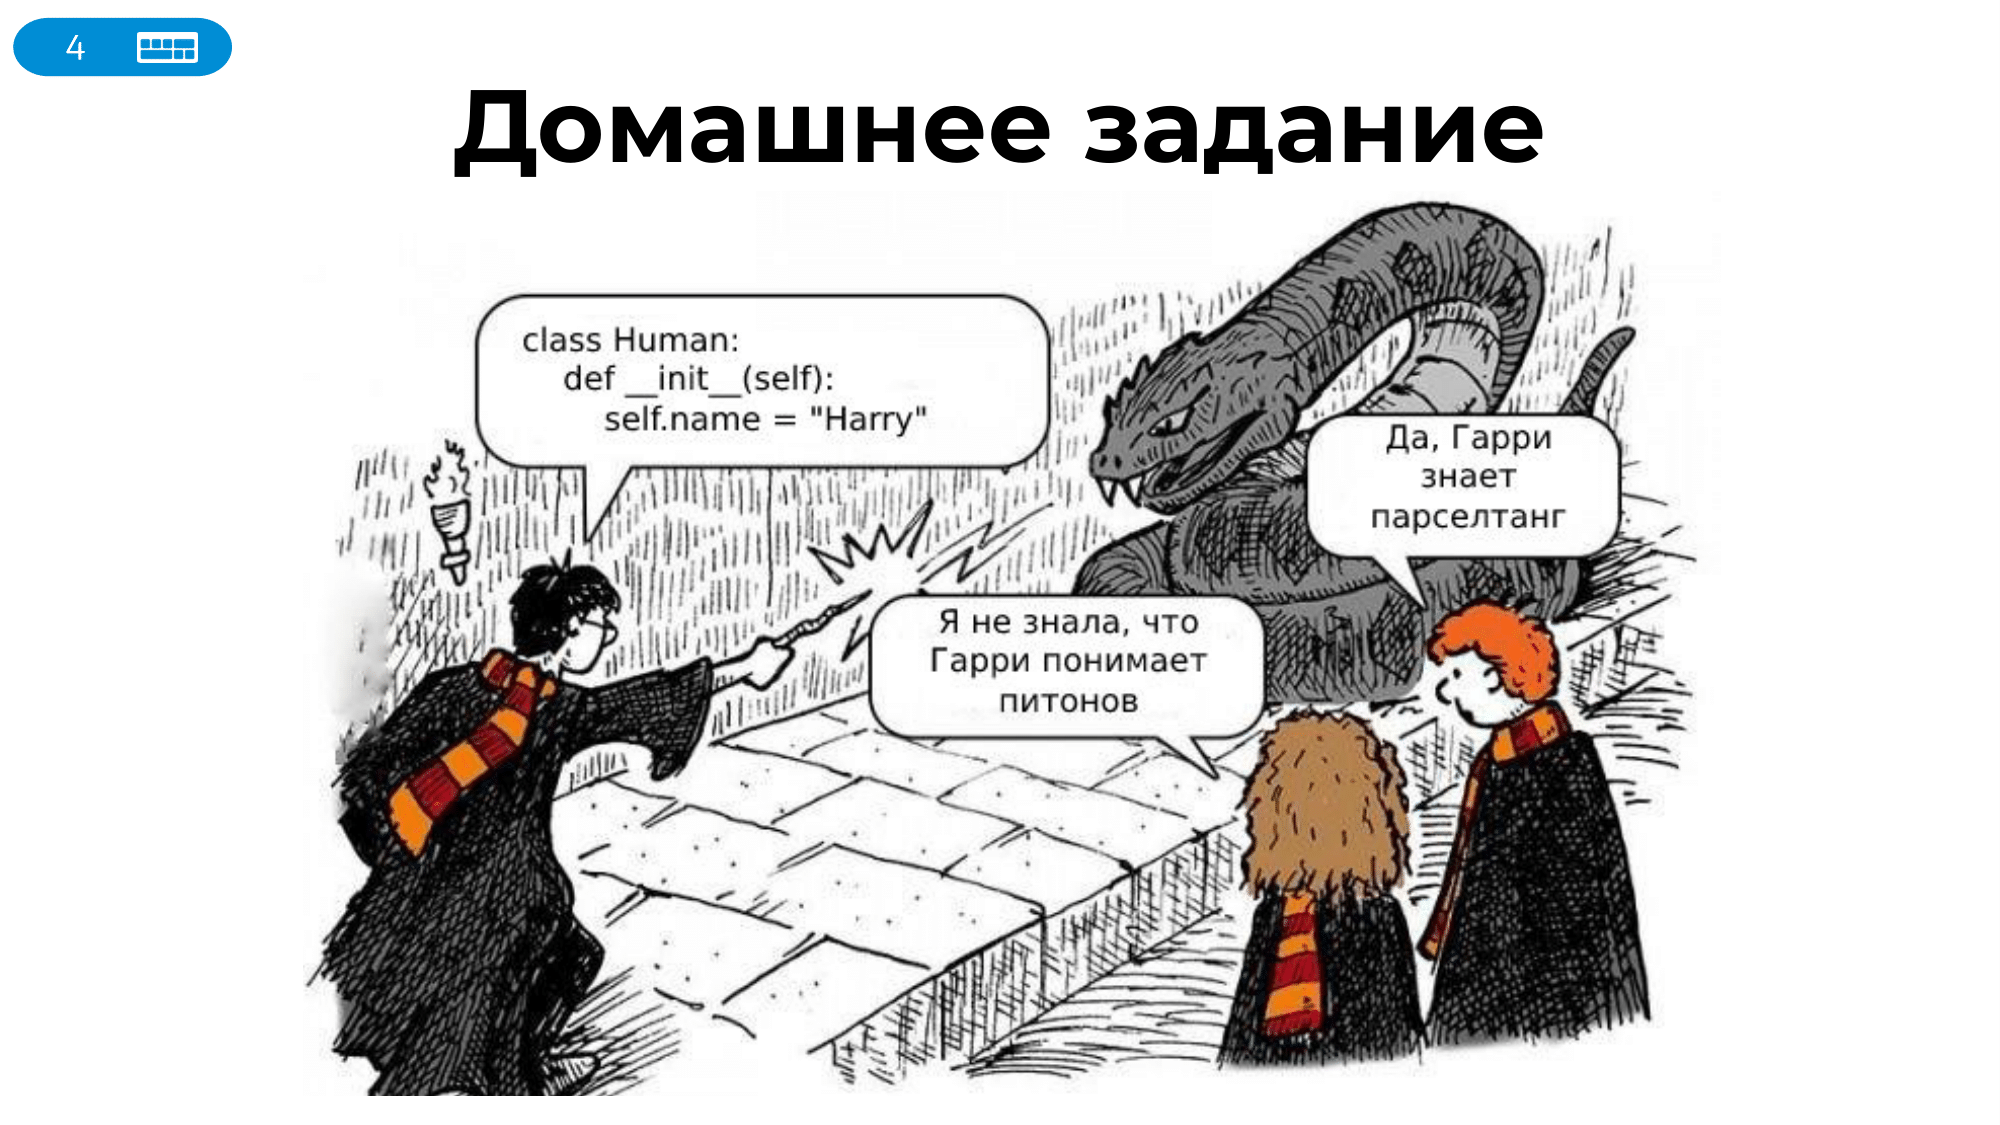 4
Домашнее задание
class Human:
def __init__(self):
self.name = "Harry"
Да, Гарри
знает
парселтанг
Я не знала, что
Гарри понимает
питонов